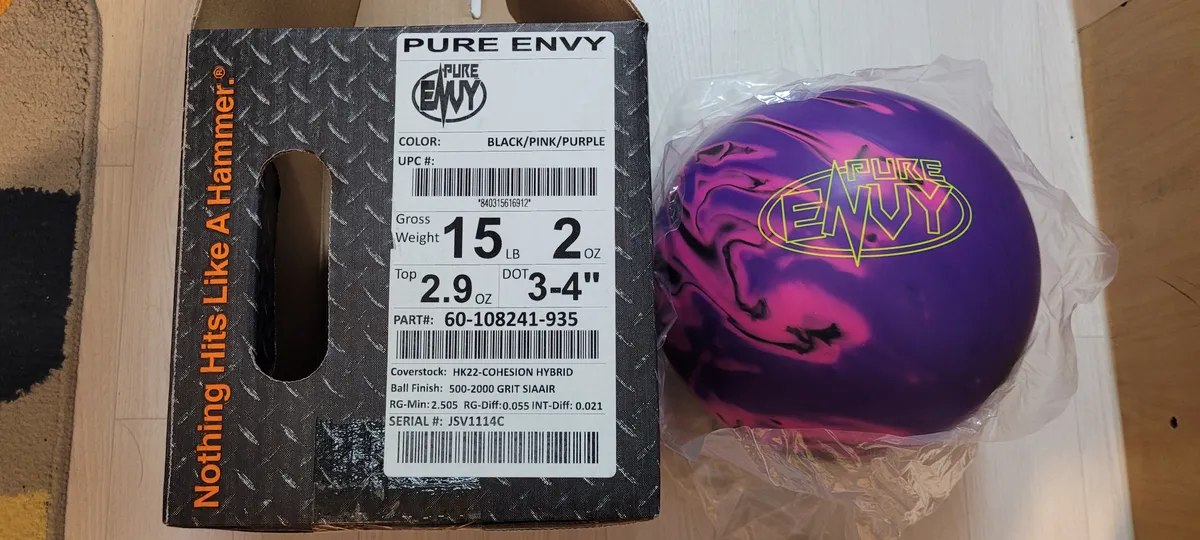 Nothing Hits Like A Hammer.®
PURE ENVY
PURE
ENVY
COLOR: BLACK/PINK/PURPLE
UPC #:
*840315616912*
Gross Weight 15 LB 2 OZ
Top 2.9 OZ DOT 3-4"
PART#: 60-108241-935
Coverstock: HK22-COHESION HYBRID
Ball Finish: 500-2000 GRIT SIAAIR
RG-Min: 2.505 RG-Diff: 0.055 INT-Diff: 0.021
SERIAL #: JSV1114C
PURE
ENVY